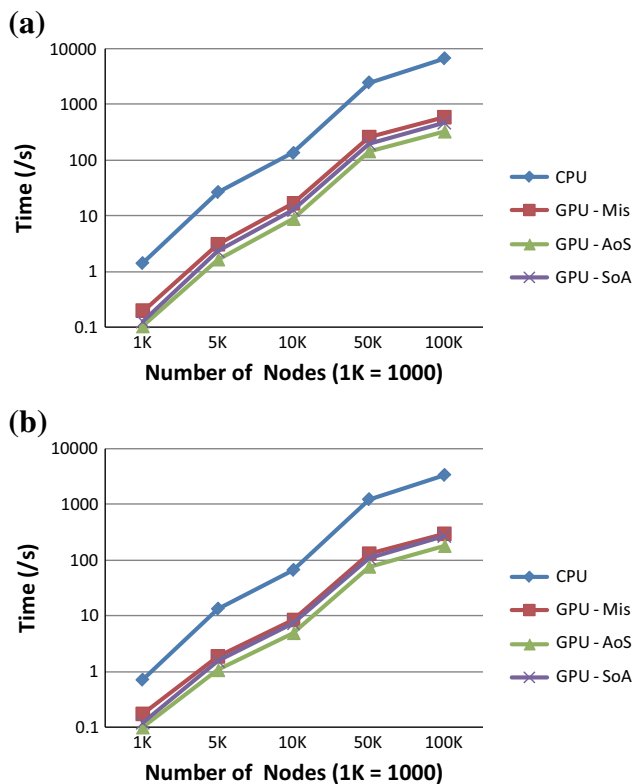 (a)
10000
1000
100
10
1
0.1
Time (/s)
1K 5K 10K 50K 100K
Number of Nodes (1K = 1000)
CPU
GPU - Mis
GPU - AoS
GPU - SoA
(b)
10000
1000
100
10
1
0.1
Time (/s)
1K 5K 10K 50K 100K
Number of Nodes (1K = 1000)
CPU
GPU - Mis
GPU - AoS
GPU - SoA